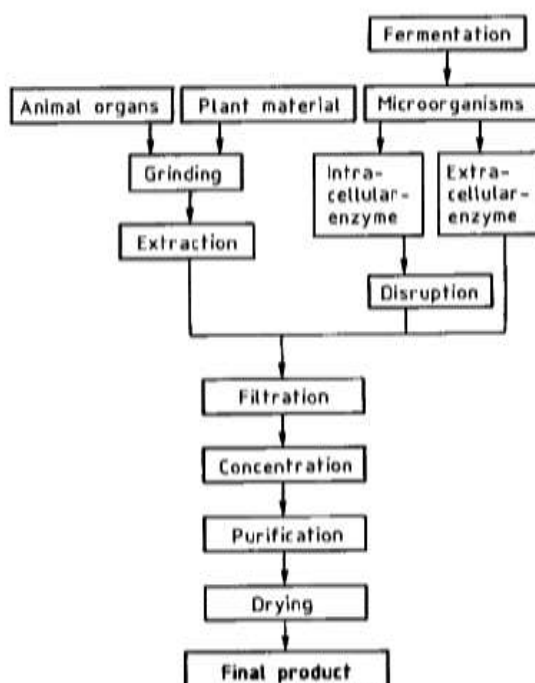 Fermentation
Animal organs
Plant material
Microorganisms
Grinding
Intra-
cellular-
enzyme
Extra-
cellular-
enzyme
Extraction
Disruption
Filtration
Concentration
Purification
Drying
Final product